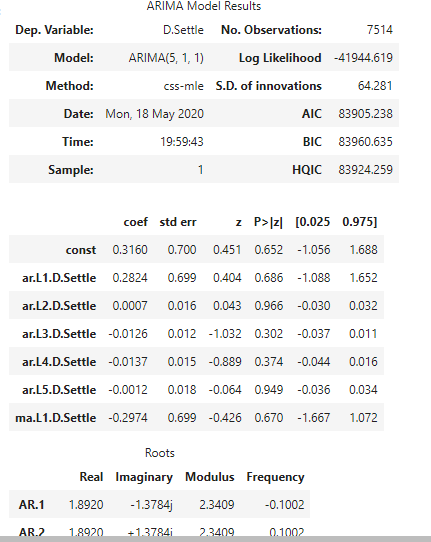 ARIMA Model Results
Dep. Variable: D.Settle No. Observations: 7514
Model: ARIMA(5, 1, 1) Log Likelihood -41944.619
Method: css-mle S.D. of innovations 64.281
Date: Mon, 18 May 2020 AIC 83905.238
Time: 19:59:43 BIC 83960.635
Sample: 1 HQIC 83924.259
coef std err z P>|z| [0.025 0.975]
const 0.3160 0.700 0.451 0.652 -1.056 1.688
ar.L1.D.Settle 0.2824 0.699 0.404 0.686 -1.088 1.652
ar.L2.D.Settle 0.0007 0.016 0.043 0.966 -0.030 0.032
ar.L3.D.Settle -0.0126 0.012 -1.032 0.302 -0.037 0.011
ar.L4.D.Settle -0.0137 0.015 -0.889 0.374 -0.044 0.016
ar.L5.D.Settle -0.0012 0.018 -0.064 0.949 -0.036 0.034
ma.L1.D.Settle -0.2974 0.699 -0.426 0.670 -1.667 1.072
Roots
Real Imaginary Modulus Frequency
AR.1 1.8920 -1.3784j 2.3409 -0.1002
AR.2 1.8920 +1.3784j 2.3409 0.1002